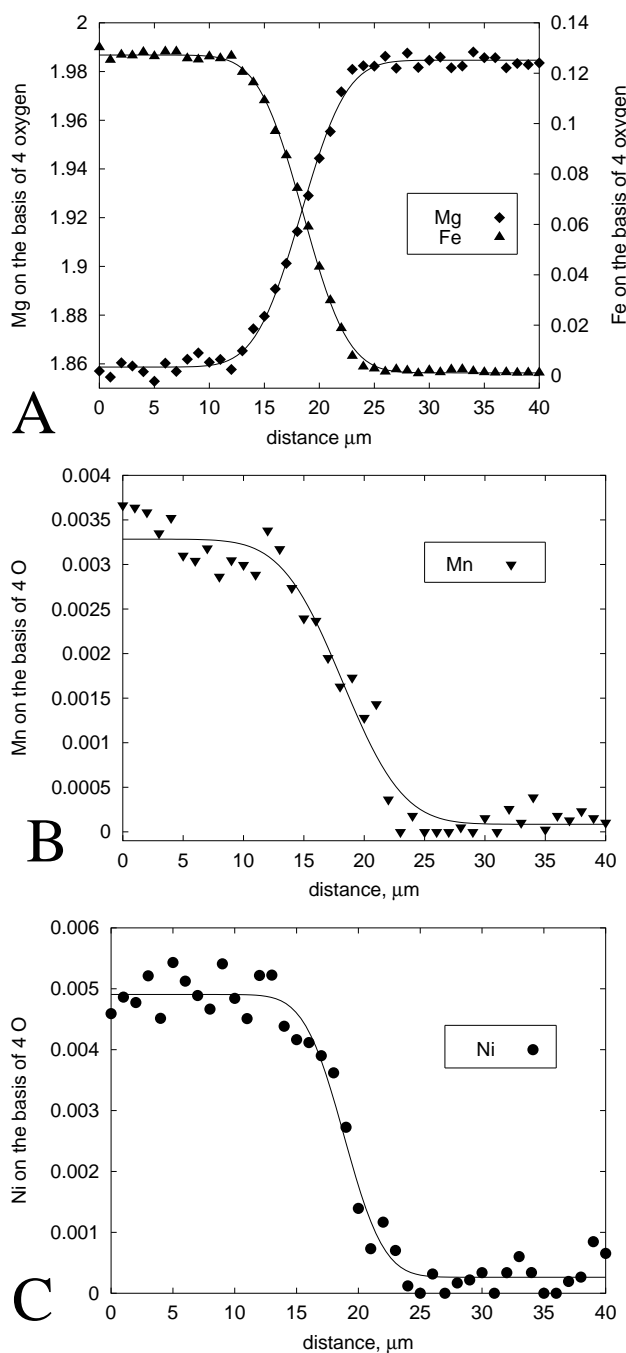 2 0.14
1.98 0.12
1.96 0.1
1.94 0.08
1.92 0.06
1.9 0.04
1.88 0.02
1.86 0
Mg on the basis of 4 oxygen
Fe on the basis of 4 oxygen
Mg
Fe
0 5 10 15 20 25 30 35 40
distance μm
A
0.004
0.0035
0.003
0.0025
0.002
0.0015
0.001
0.0005
0
Mn on the basis of 4 O
Mn
0 5 10 15 20 25 30 35 40
distance, μm
B
0.006
0.005
0.004
0.003
0.002
0.001
0
Ni on the basis of 4 O
Ni
0 5 10 15 20 25 30 35 40
distance, μm
C